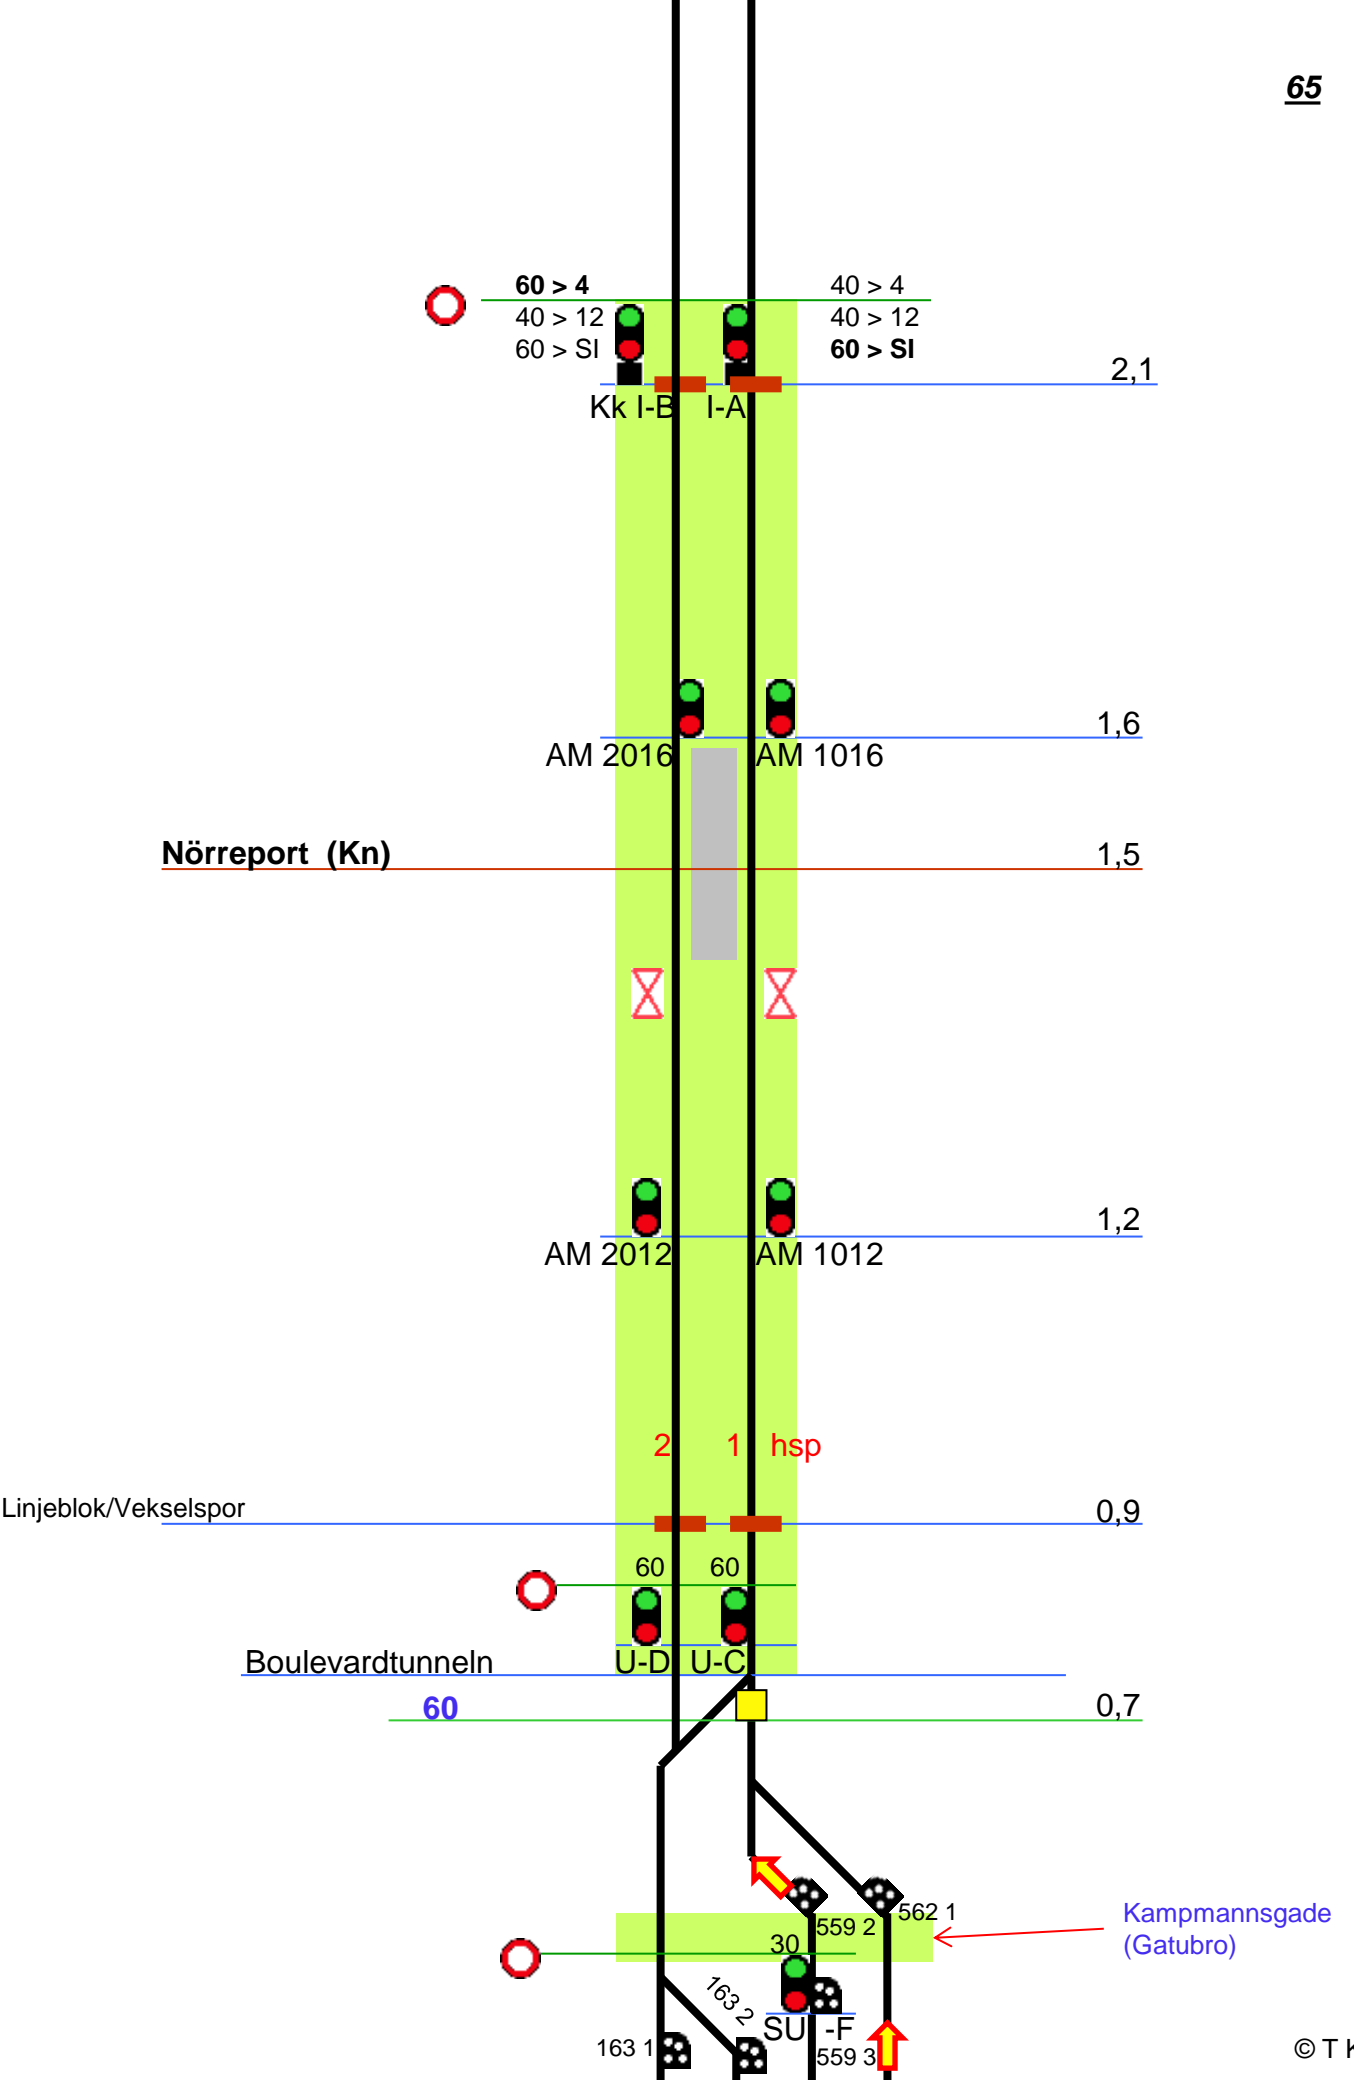 65
60 > 4
40 > 12
60 > SI
40 > 4
40 > 12
60 > SI
2,1
Kk I-B I-A
1,6
AM 2016 AM 1016
Nörreport (Kn)
1,5
1,2
AM 2012 AM 1012
2 1 hsp
Linjeblok/Vekselspor
0,9
60 60
Boulevardtunneln
U-D U-C
60
0,7
562 1
559 2
Kampmannsgade
(Gatubro)
30
163 2
SU -F
163 1
559 3
© T K